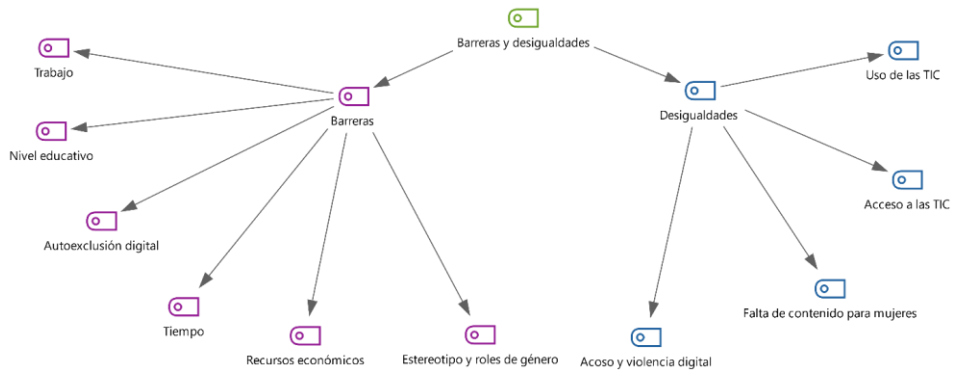 Barreras y desigualdades
Trabajo
Uso de las TIC
Barreras
Desigualdades
Nivel educativo
Acceso a las TIC
Autoexclusión digital
Falta de contenido para mujeres
Tiempo
Recursos económicos
Estereotipo y roles de género
Acoso y violencia digital